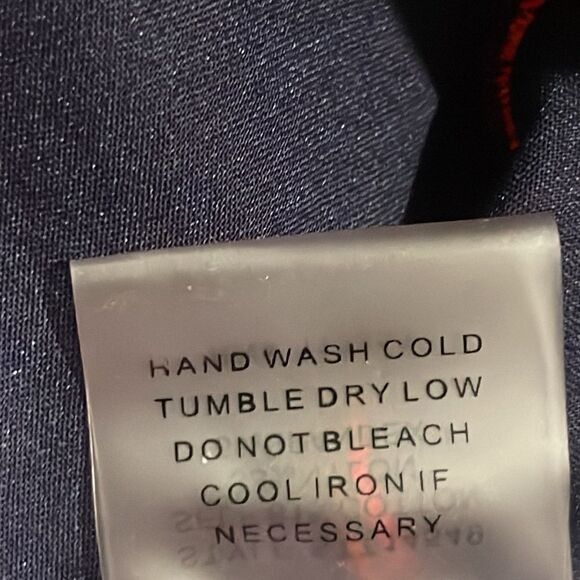 HAND WASH COLD
TUMBLE DRY LOW
DO NOT BLEACH
COOL IRON IF
NECESSARY